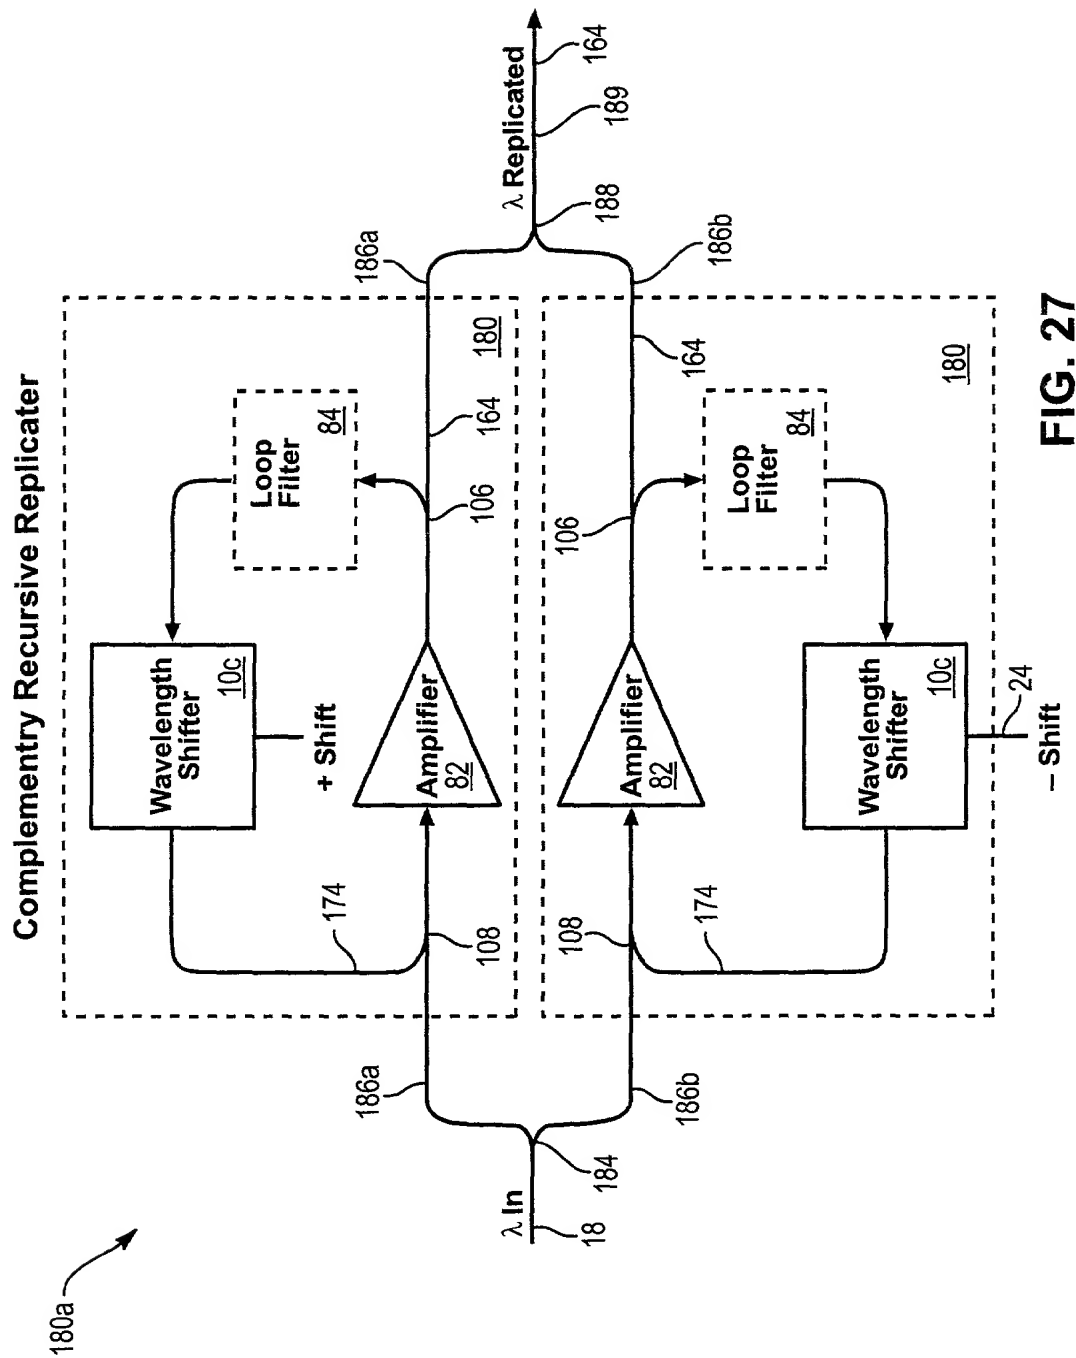 Complementry Recursive Replicater
180a
λ In
18
184
186a
186b
Wavelength
Shifter
10c
+ Shift
174
108
Amplifier
82
Loop
Filter
84
106
164
180
186a
108
174
Amplifier
82
Wavelength
Shifter
10c
24
– Shift
106
Loop
Filter
84
164
180
186b
188
λ Replicated
189
164
FIG. 27